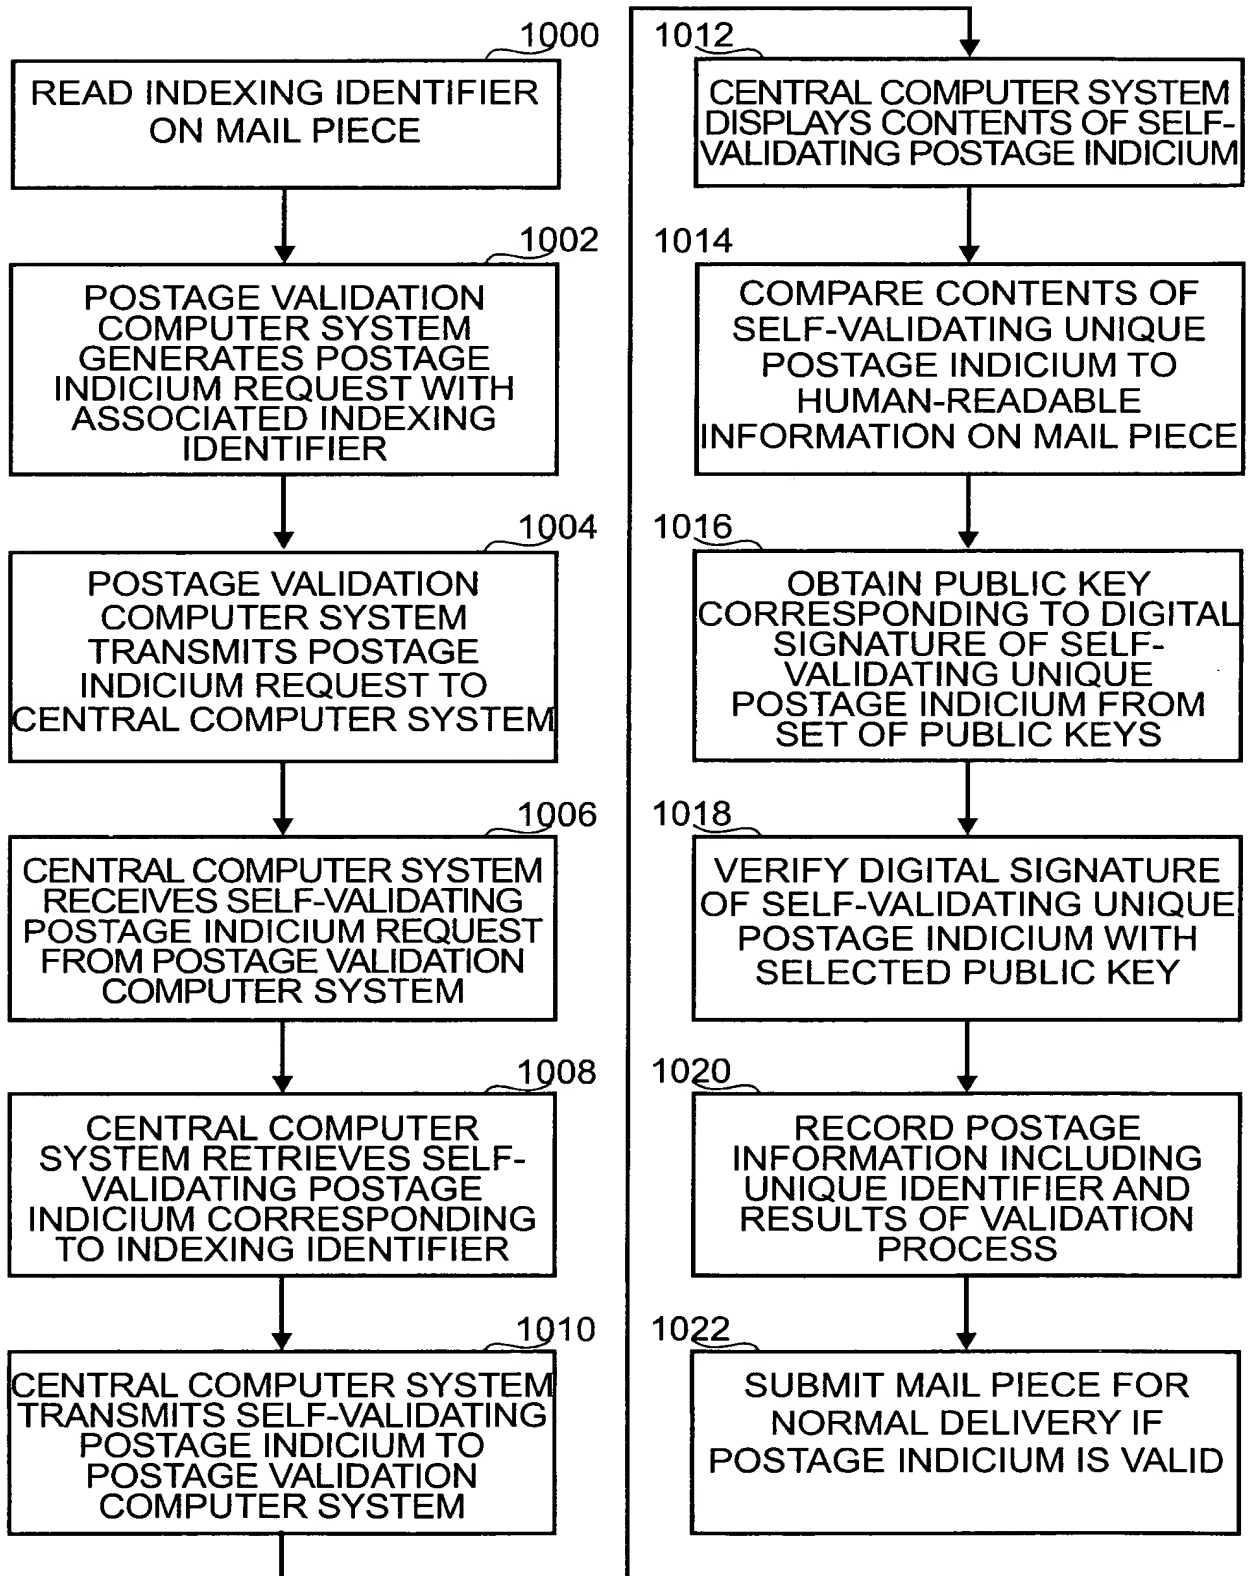 1000
READ INDEXING IDENTIFIER
ON MAIL PIECE
1002
POSTAGE VALIDATION
COMPUTER SYSTEM
GENERATES POSTAGE
INDICIUM REQUEST WITH
ASSOCIATED INDEXING
IDENTIFIER
1004
POSTAGE VALIDATION
COMPUTER SYSTEM
TRANSMITS POSTAGE
INDICIUM REQUEST TO
CENTRAL COMPUTER SYSTEM
1006
CENTRAL COMPUTER SYSTEM
RECEIVES SELF-VALIDATING
POSTAGE INDICIUM REQUEST
FROM POSTAGE VALIDATION
COMPUTER SYSTEM
1008
CENTRAL COMPUTER
SYSTEM RETRIEVES SELF-
VALIDATING POSTAGE
INDICIUM CORRESPONDING
TO INDEXING IDENTIFIER
1010
CENTRAL COMPUTER SYSTEM
TRANSMITS SELF-VALIDATING
POSTAGE INDICIUM TO
POSTAGE VALIDATION
COMPUTER SYSTEM
1012
CENTRAL COMPUTER SYSTEM
DISPLAYS CONTENTS OF SELF-
VALIDATING POSTAGE INDICIUM
1014
COMPARE CONTENTS OF
SELF-VALIDATING UNIQUE
POSTAGE INDICIUM TO
HUMAN-READABLE
INFORMATION ON MAIL PIECE
1016
OBTAIN PUBLIC KEY
CORRESPONDING TO DIGITAL
SIGNATURE OF SELF-
VALIDATING UNIQUE
POSTAGE INDICIUM FROM
SET OF PUBLIC KEYS
1018
VERIFY DIGITAL SIGNATURE
OF SELF-VALIDATING UNIQUE
POSTAGE INDICIUM WITH
SELECTED PUBLIC KEY
1020
RECORD POSTAGE
INFORMATION INCLUDING
UNIQUE IDENTIFIER AND
RESULTS OF VALIDATION
PROCESS
1022
SUBMIT MAIL PIECE FOR
NORMAL DELIVERY IF
POSTAGE INDICIUM IS VALID